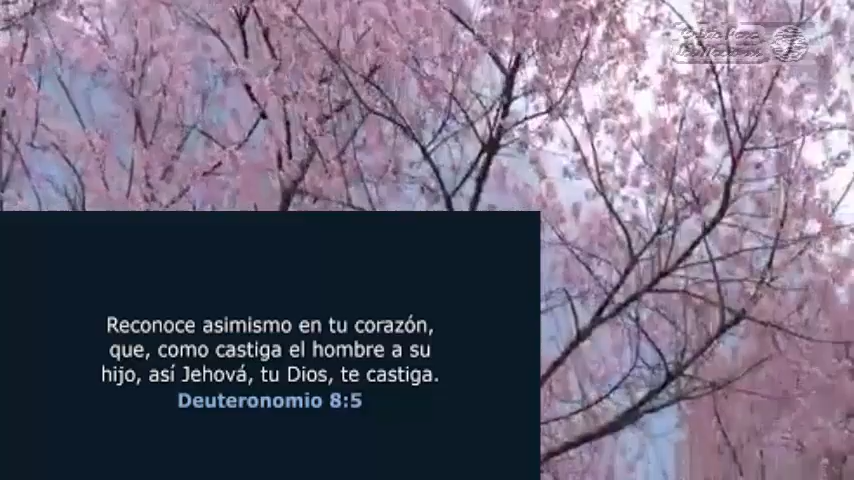 Reconoce asimismo en tu corazón,
que, como castiga el hombre a su
hijo, así Jehová, tu Dios, te castiga.
Deuteronomio 8:5